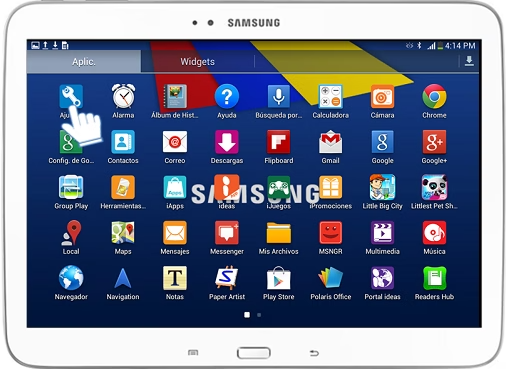 SAMSUNG
4:14 PM
Aplic. Widgets
Aju
Alarma Álbum de Hist... Ayuda Búsqueda por... Calculadora Cámara Chrome
Config. de Go... Contactos Correo Descargas Flipboard Gmail Google Google+
SAMSUNG
Group Play Herramientas... iApps Ideas iJuegos iPromociones Little Big City Littlest Pet Sh...
Local Maps Mensajes Messenger Mis Archivos MSNGR Multimedia Música
Navegador Navigation Notas Paper Artist Play Store Polaris Office Portal ideas Readers Hub